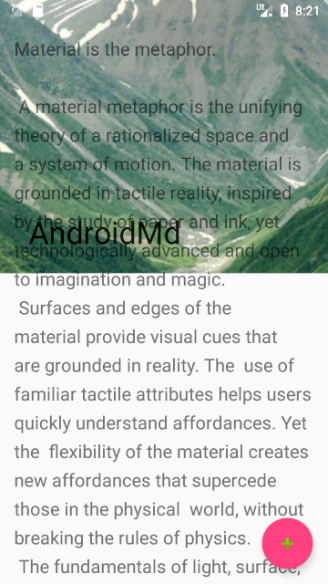 LTE 8:21
Material is the metaphor.
A material metaphor is the unifying
theory of a rationalized space and
a system of motion. The material is
grounded in tactile reality, inspired
by the study of paper and ink, yet
AndroidMd
technologically advanced and open
to imagination and magic.
Surfaces and edges of the
material provide visual cues that
are grounded in reality. The  use of
familiar tactile attributes helps users
quickly understand affordances. Yet
the  flexibility of the material creates
new affordances that supercede
those in the physical  world, without
breaking the rules of physics.
The fundamentals of light, surface,